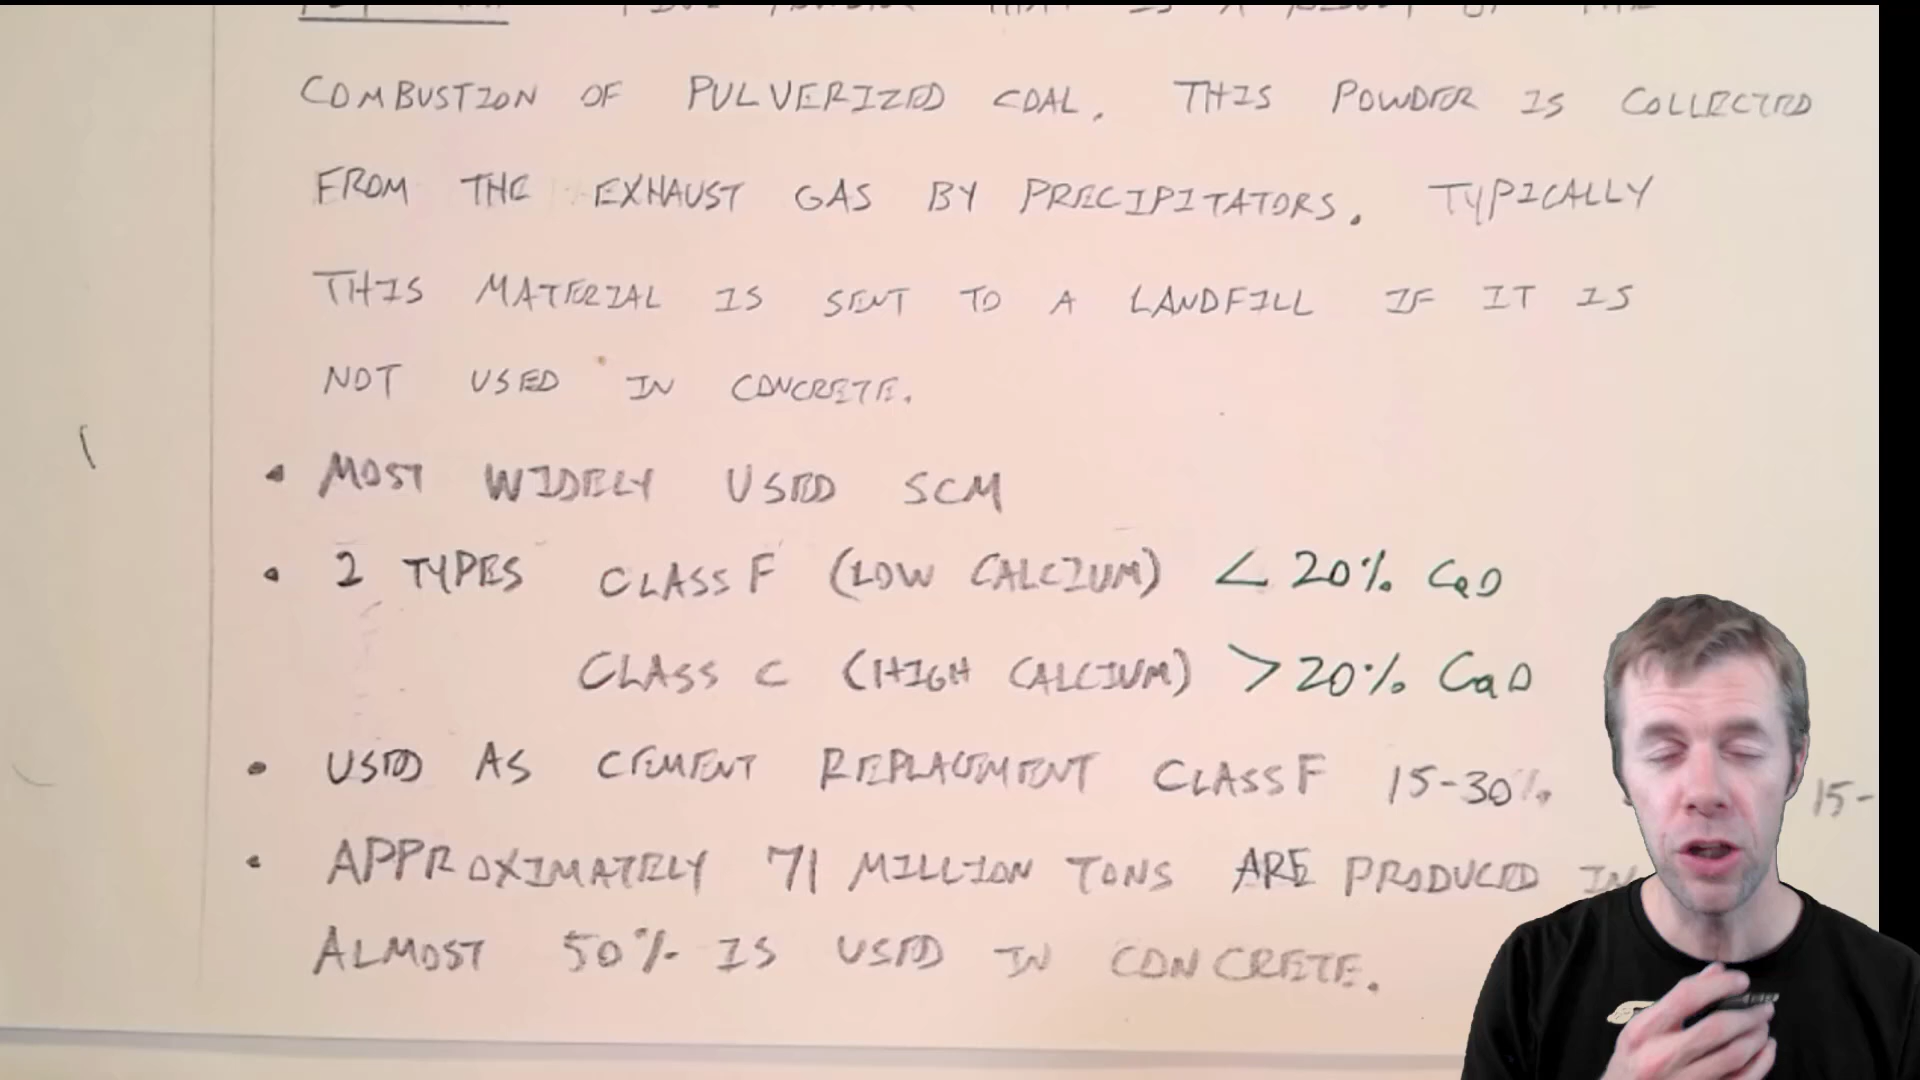 COMBUSTION OF PULVERIZED COAL. THIS POWDER IS COLLECTED
FROM THE EXHAUST GAS BY PRECIPITATORS. TYPICALLY
THIS MATERIAL IS SENT TO A LANDFILL IF IT IS
NOT USED IN CONCRETE.
• MOST WIDELY USED SCM
• 2 TYPES CLASS F (LOW CALCIUM) < 20% CaO
CLASS C (HIGH CALCIUM) > 20% CaO
• USED AS CEMENT REPLACEMENT CLASS F 15-30% 15-
• APPROXIMATELY 71 MILLION TONS ARE PRODUCED IN
ALMOST 50% IS USED IN CONCRETE.